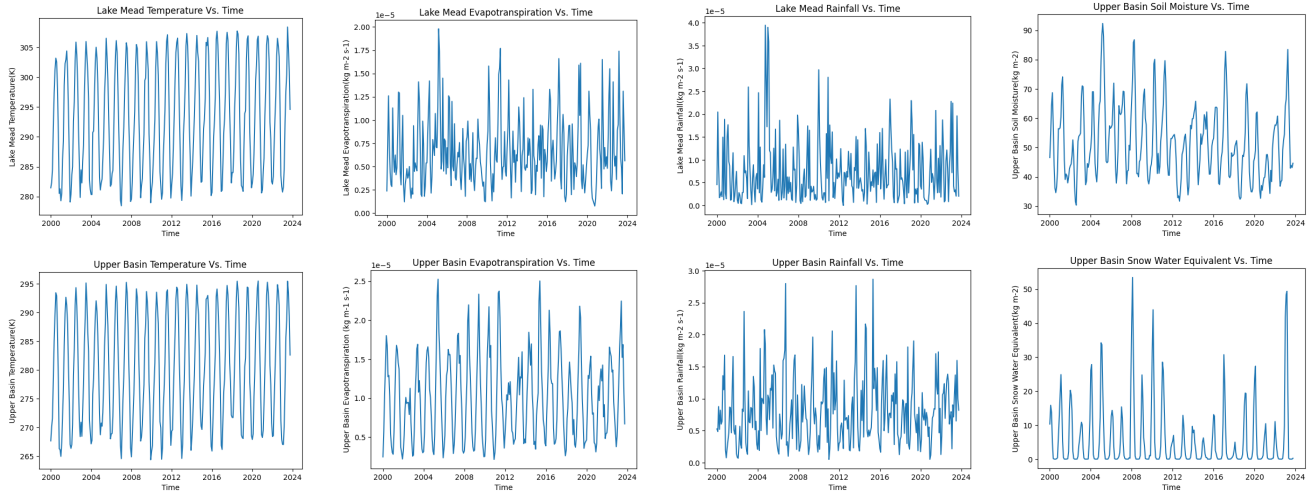 Lake Mead Temperature Vs. Time
Lake Mead Temperature(K)
305
300
295
290
285
280
2000 2004 2008 2012 2016 2020 2024
Time
Lake Mead Evapotranspiration Vs. Time
1e−5
Lake Mead Evapotranspiration(kg m-2 s-1)
2.00
1.75
1.50
1.25
1.00
0.75
0.50
0.25
0.00
2000 2004 2008 2012 2016 2020 2024
Time
Lake Mead Rainfall Vs. Time
1e−5
Lake Mead Rainfall(kg m-2 s-1)
4.0
3.5
3.0
2.5
2.0
1.5
1.0
0.5
0.0
2000 2004 2008 2012 2016 2020 2024
Time
Upper Basin Soil Moisture Vs. Time
Upper Basin Soil Moisture(kg m-2)
90
80
70
60
50
40
30
2000 2004 2008 2012 2016 2020 2024
Time
Upper Basin Temperature Vs. Time
Upper Basin Temperature(K)
295
290
285
280
275
270
265
2000 2004 2008 2012 2016 2020 2024
Time
Upper Basin Evapotranspiration Vs. Time
1e−5
Upper Basin Evapotranspiration (kg m-1 s-1)
2.5
2.0
1.5
1.0
0.5
2000 2004 2008 2012 2016 2020 2024
Time
Upper Basin Rainfall Vs. Time
1e−5
Upper Basin Rainfall(kg m-2 s-1)
3.0
2.5
2.0
1.5
1.0
0.5
0.0
2000 2004 2008 2012 2016 2020 2024
Time
Upper Basin Snow Water Equivalent Vs. Time
Upper Basin Snow Water Equivalent(kg m-2)
50
40
30
20
10
0
2000 2004 2008 2012 2016 2020 2024
Time